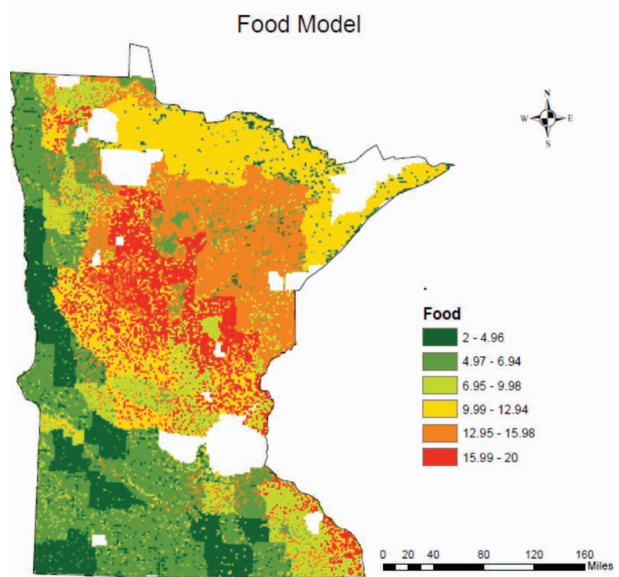 Food Model
N
W E
S
Food
2 - 4.96
4.97 - 6.94
6.95 - 9.98
9.99 - 12.94
12.95 - 15.98
15.99 - 20
0 20 40 80 120 160
Miles